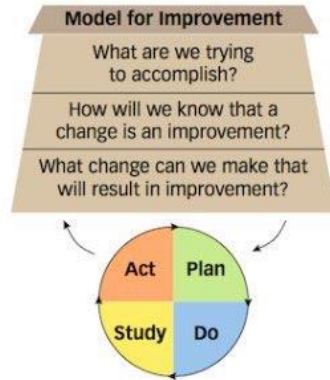 Model for Improvement
What are we trying
to accomplish?
How will we know that a
change is an improvement?
What change can we make that
will result in improvement?
Act
Plan
Study
Do